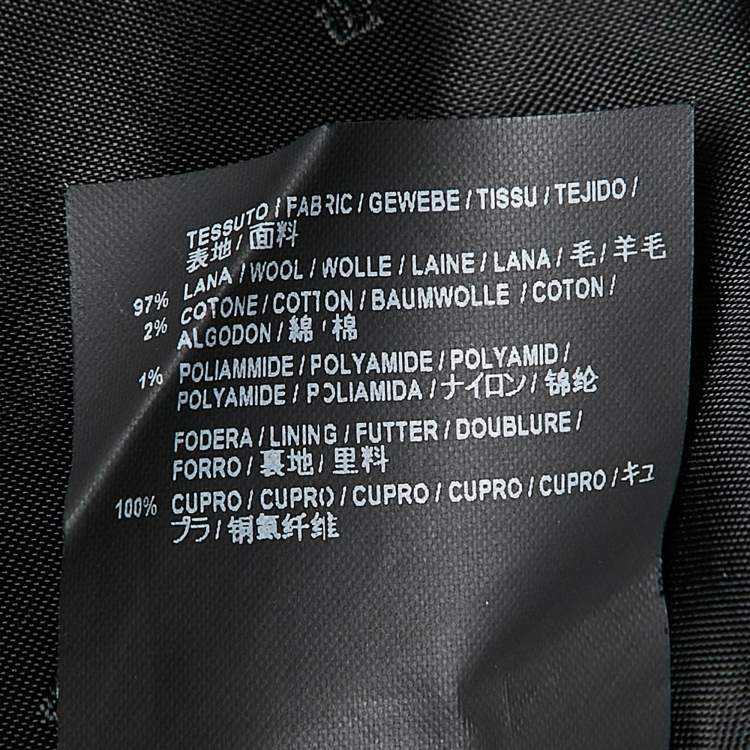 TESSUTO / FABRIC / GEWEBE / TISSU / TEJIDO /
表地 / 面料
97% LANA / WOOL / WOLLE / LAINE / LANA / 毛 / 羊毛
2% COTONE / COTTON / BAUMWOLLE / COTON /
ALGODON / 綿 / 棉
1% POLIAMMIDE / POLYAMIDE / POLYAMID /
POLYAMIDE / POLIAMIDA / ナイロン / 锦纶
FODERA / LINING / FUTTER / DOUBLURE /
FORRO / 裏地 / 里料
100% CUPRO / CUPRO / CUPRO / CUPRO / CUPRO / キュ
プラ / 铜氨纤维